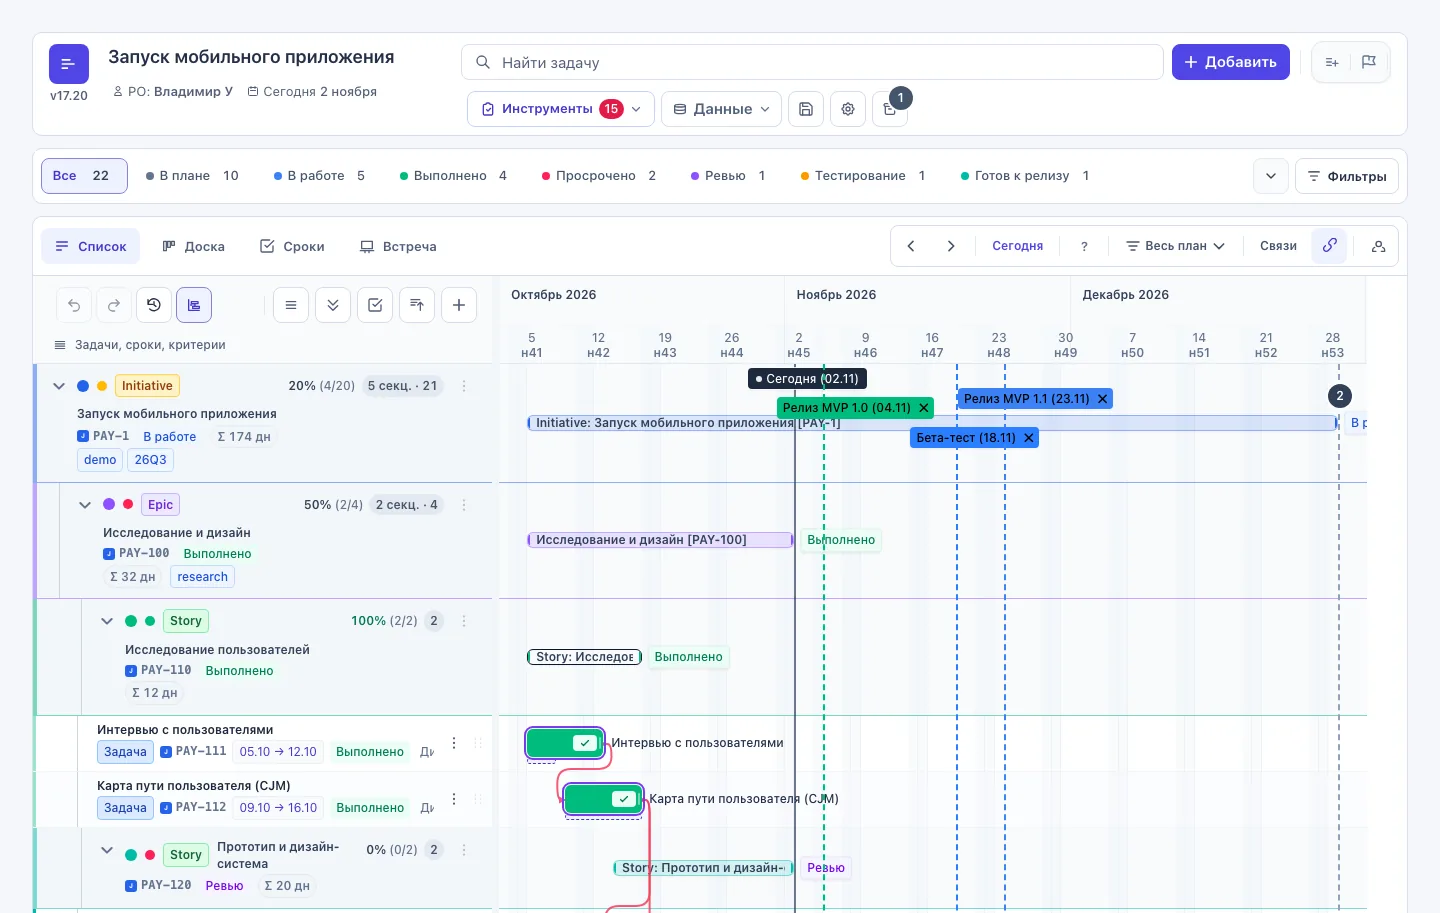 Запуск мобильного приложения
v17.20
PO: Владимир У
Сегодня 2 ноября
Найти задачу
Добавить
Инструменты 15
Данные
1
Все 22
В плане 10
В работе 5
Выполнено 4
Просрочено 2
Ревью 1
Тестирование 1
Готов к релизу 1
Фильтры
Список
Доска
Сроки
Встреча
Сегодня
?
Весь план
Связи
Задачи, сроки, критерии
Октябрь 2026
Ноябрь 2026
Декабрь 2026
5 12 19 26 2 9 16 23 30 7 14 21 28
н41 н42 н43 н44 н45 н46 н47 н48 н49 н50 н51 н52 н53
Initiative 20% (4/20) 5 секц. · 21
Запуск мобильного приложения
PAY-1 В работе Σ 174 дн
demo 26Q3
Сегодня (02.11)
Релиз MVP 1.0 (04.11)
Релиз MVP 1.1 (23.11)
2
Initiative: Запуск мобильного приложения [PAY-1]
В р
Бета-тест (18.11)
Epic 50% (2/4) 2 секц. · 4
Исследование и дизайн
PAY-100 Выполнено
Σ 32 дн research
Исследование и дизайн [PAY-100]
Выполнено
Story 100% (2/2) 2
Исследование пользователей
PAY-110 Выполнено
Σ 12 дн
Story: Исследов
Выполнено
Интервью с пользователями
Задача PAY-111 05.10 → 12.10 Выполнено Ди
Интервью с пользователями
Карта пути пользователя (CJM)
Задача PAY-112 09.10 → 16.10 Выполнено Ди
Карта пути пользователя (CJM)
Story Прототип и дизайн-
система
0% (0/2) 2
PAY-120 Ревью Σ 20 дн
Story: Прототип и дизайн-
Ревью